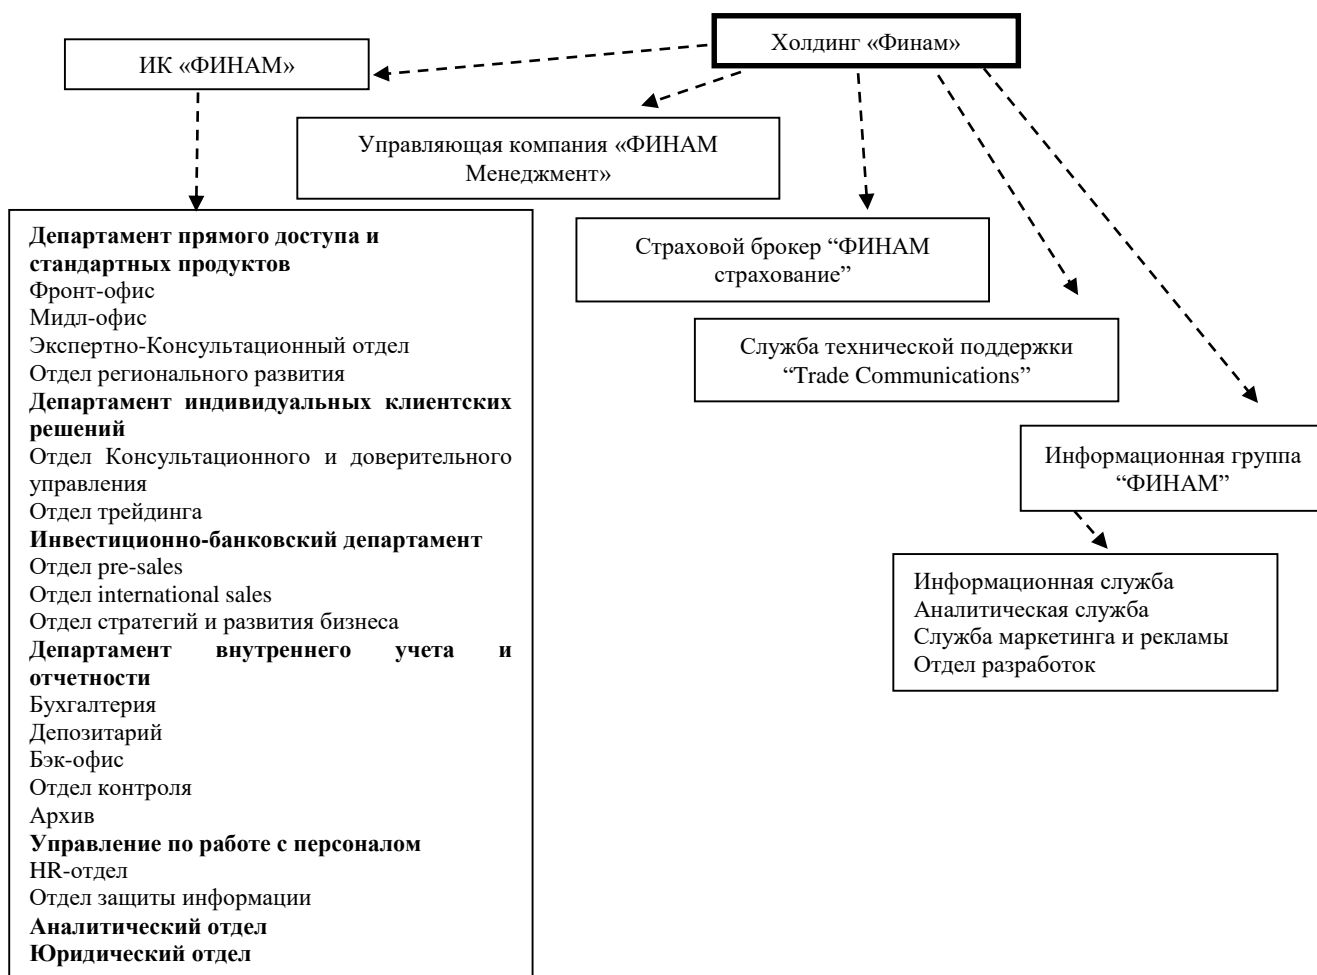 Холдинг «Финам»
ИК «ФИНАМ»
Управляющая компания «ФИНАМ
Менеджмент»
Страховой брокер “ФИНАМ
страхование”
Служба технической поддержки
“Trade Communications”
Информационная группа
“ФИНАМ”
Информационная служба
Аналитическая служба
Служба маркетинга и рекламы
Отдел разработок
Департамент прямого доступа и
стандартных продуктов
Фронт-офис
Мидл-офис
Экспертно-Консультационный отдел
Отдел регионального развития
Департамент индивидуальных клиентских
решений
Отдел Консультационного и доверительного
управления
Отдел трейдинга
Инвестиционно-банковский департамент
Отдел pre-sales
Отдел international sales
Отдел стратегий и развития бизнеса
Департамент внутреннего учета и
отчетности
Бухгалтерия
Депозитарий
Бэк-офис
Отдел контроля
Архив
Управление по работе с персоналом
HR-отдел
Отдел защиты информации
Аналитический отдел
Юридический отдел